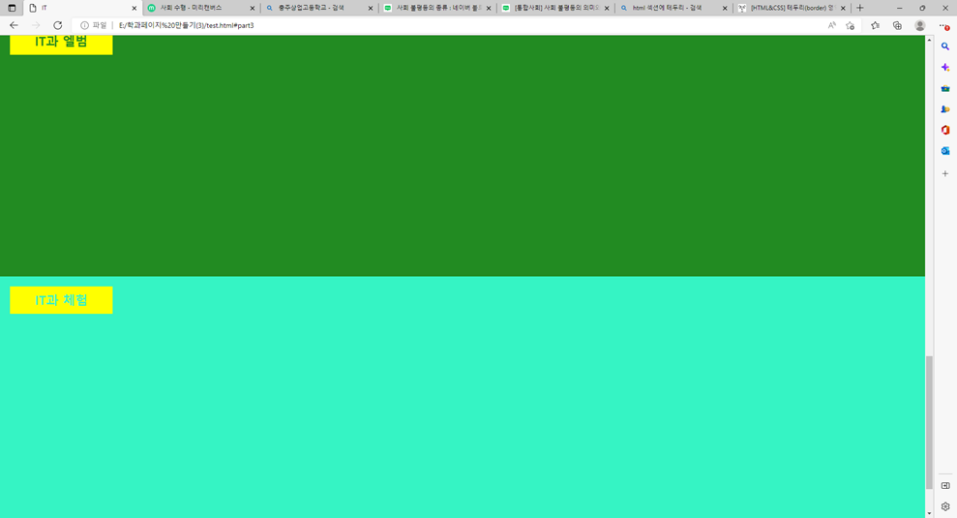 IT
사회 수행 - 미리캔버스
충주상업고등학교 - 검색
사회 불평등의 종류 : 네이버 블
[통합사회] 사회 불평등의 의미와
html 섹션에 테두리 - 검색
[HTML&CSS] 테두리(border)
파일 E:/학과페이지%20만들기(3)/test.html#part3
IT과 엘범
IT과 체험